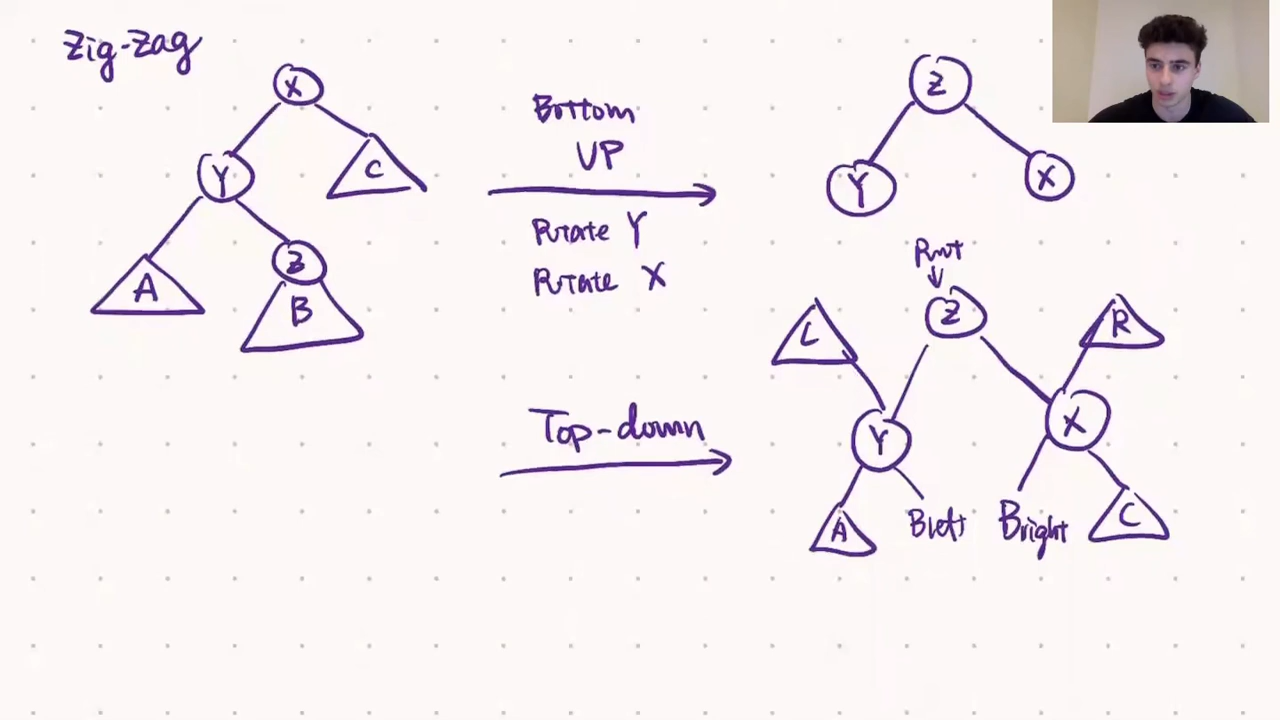 Zig-Zag
X
Y
C
A
Z
B
Bottom
UP
Rotate Y
Rotate X
Z
Y
X
Root
L
Z
R
Top-down
Y
X
A
Bleft
Bright
C